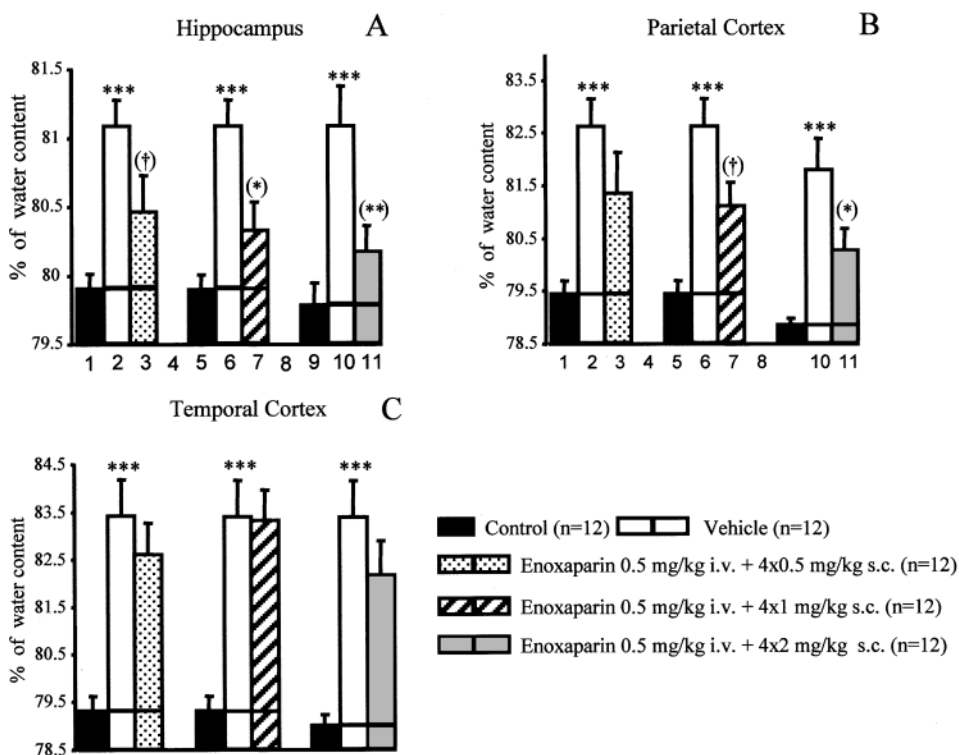 Hippocampus A
% of water content
81.5
81
80.5
80
79.5
*** *** ***
(†) (*) (**)
1 2 3 4 5 6 7 8 9 10 11
Parietal Cortex B
% of water content
83.5
82.5
81.5
80.5
79.5
78.5
*** *** ***
(†) (*)
1 2 3 4 5 6 7 8 10 11
Temporal Cortex C
% of water content
84.5
83.5
82.5
81.5
80.5
79.5
78.5
*** *** ***
Control (n=12) Vehicle (n=12)
Enoxaparin 0.5 mg/kg i.v. + 4x0.5 mg/kg s.c. (n=12)
Enoxaparin 0.5 mg/kg i.v. + 4x1 mg/kg s.c. (n=12)
Enoxaparin 0.5 mg/kg i.v. + 4x2 mg/kg s.c. (n=12)